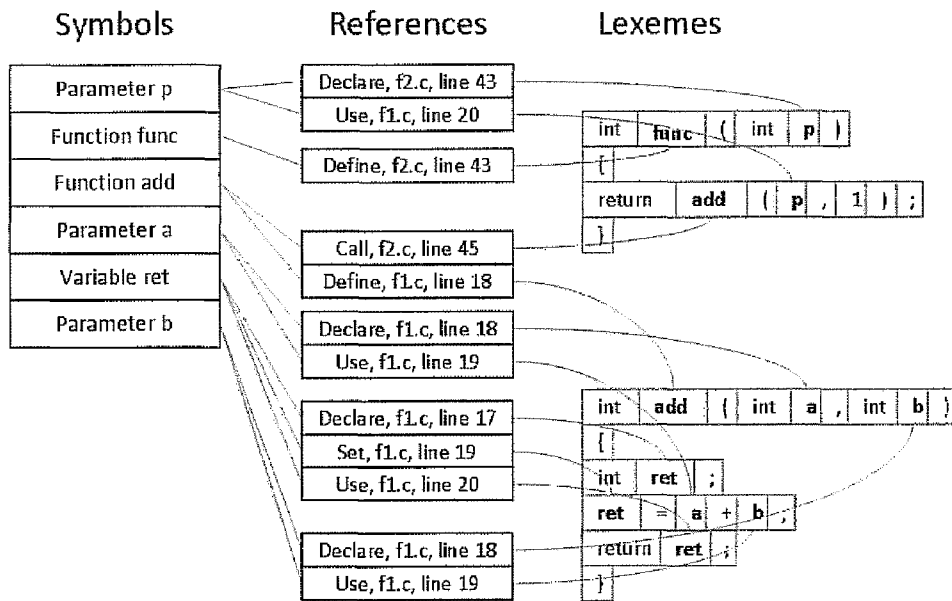 Symbols
References
Lexemes
Parameter p
Function func
Function add
Parameter a
Variable ret
Parameter b
Declare, f2.c, line 43
Use, f1.c, line 20
Define, f2.c, line 43
Call, f2.c, line 45
Define, f1.c, line 18
Declare, f1.c, line 18
Use, f1.c, line 19
Declare, f1.c, line 17
Set, f1.c, line 19
Use, f1.c, line 20
Declare, f1.c, line 18
Use, f1.c, line 19
int func ( int p )
{
return add ( p , 1 ) ;
}
int add ( int a , int b )
{
int ret ;
ret = a + b ,
return ret ;
}